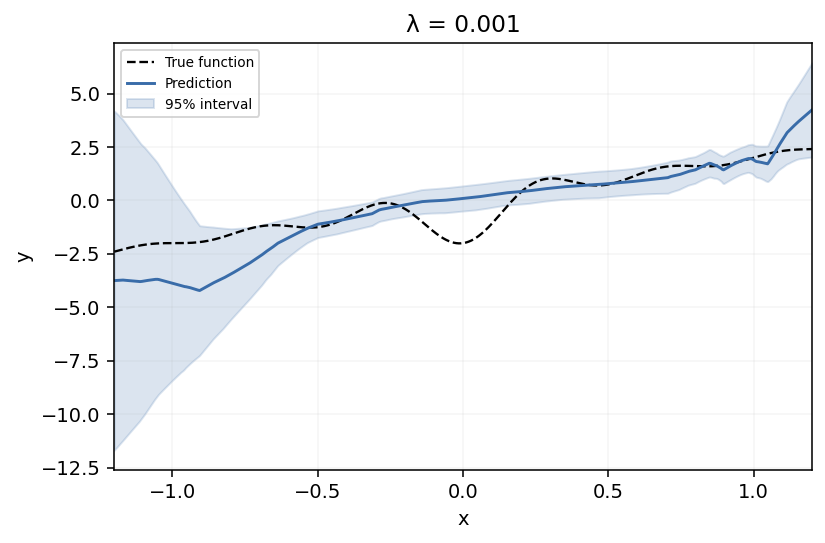 λ = 0.001
True function
Prediction
95% interval
5.0
2.5
0.0
−2.5
−5.0
−7.5
−10.0
−12.5
y
−1.0 −0.5 0.0 0.5 1.0
x